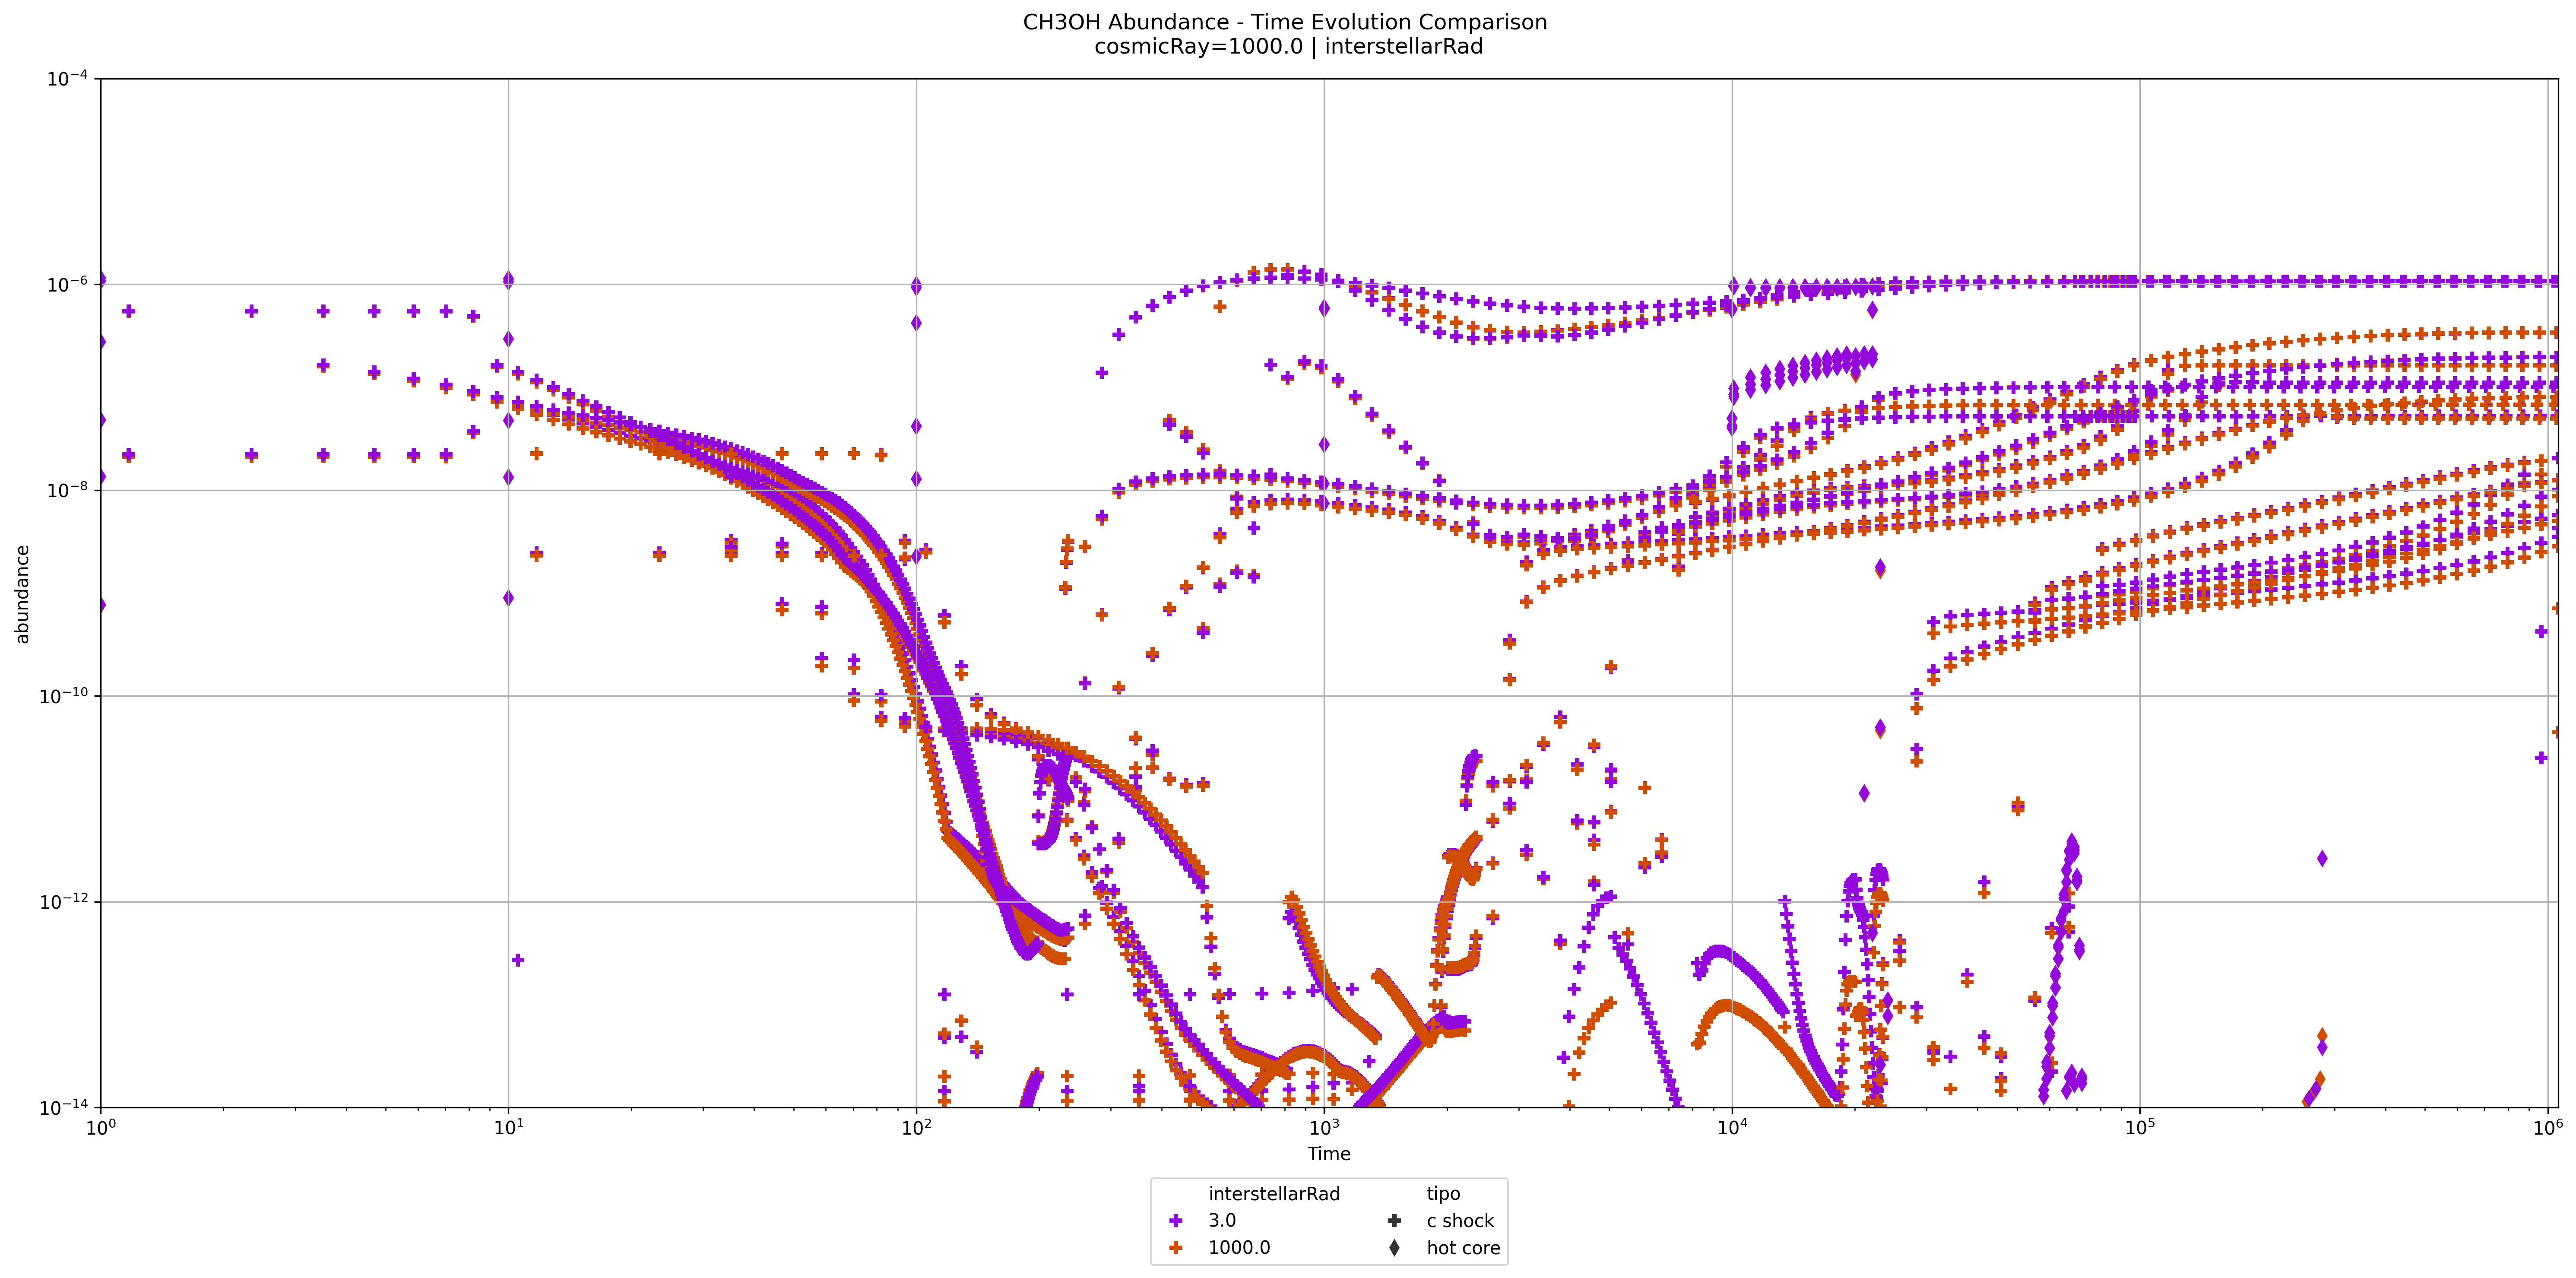 CH3OH Abundance - Time Evolution Comparison
cosmicRay=1000.0 | interstellarRad
abundance
10⁻⁴
10⁻⁶
10⁻⁸
10⁻¹⁰
10⁻¹²
10⁻¹⁴
10⁰ 10¹ 10² 10³ 10⁴ 10⁵ 10⁶
Time
interstellarRad tipo
3.0 c shock
1000.0 hot core